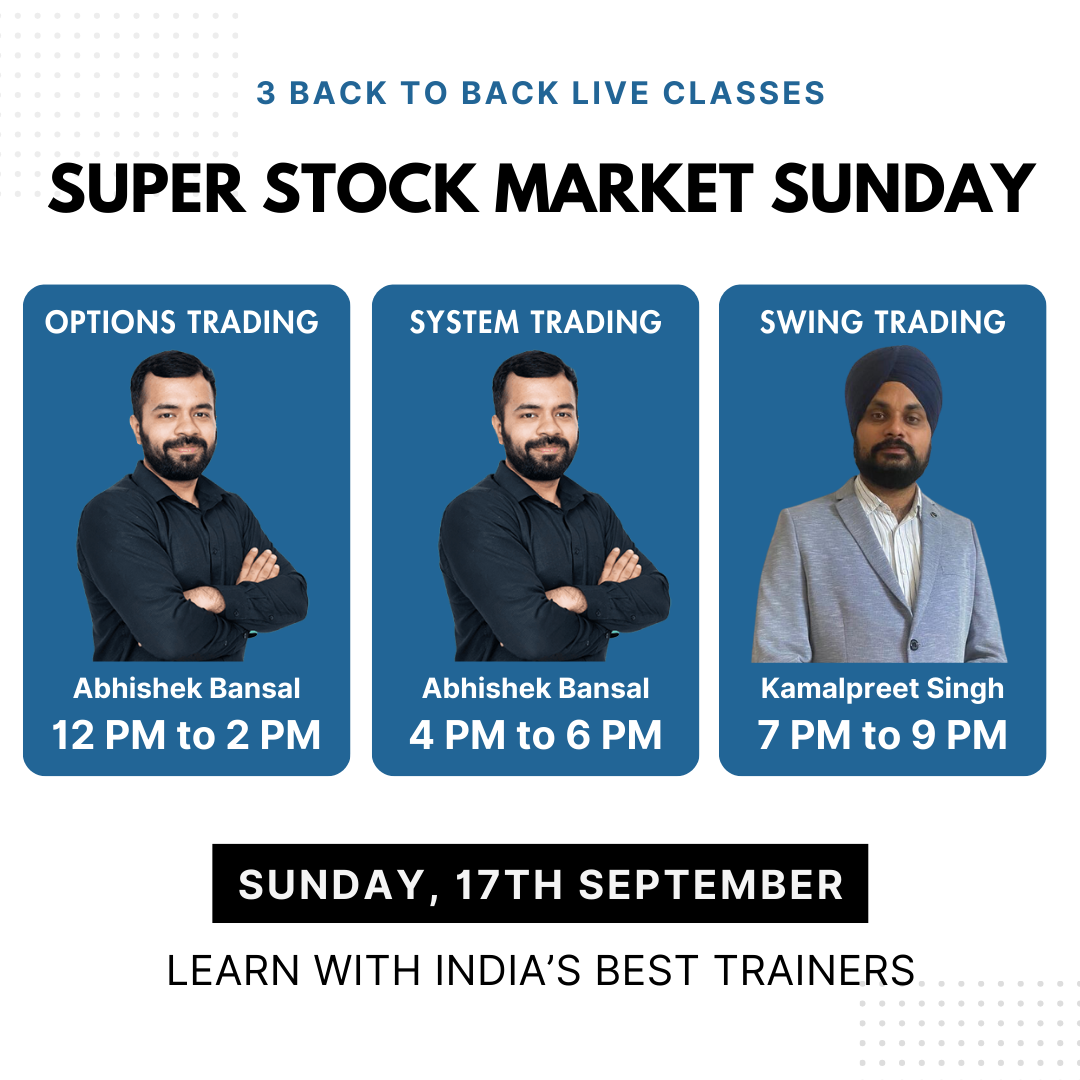 3 BACK TO BACK LIVE CLASSES
SUPER STOCK MARKET SUNDAY
OPTIONS TRADING
Abhishek Bansal
12 PM to 2 PM
SYSTEM TRADING
Abhishek Bansal
4 PM to 6 PM
SWING TRADING
Kamalpreet Singh
7 PM to 9 PM
SUNDAY, 17TH SEPTEMBER
LEARN WITH INDIA’S BEST TRAINERS